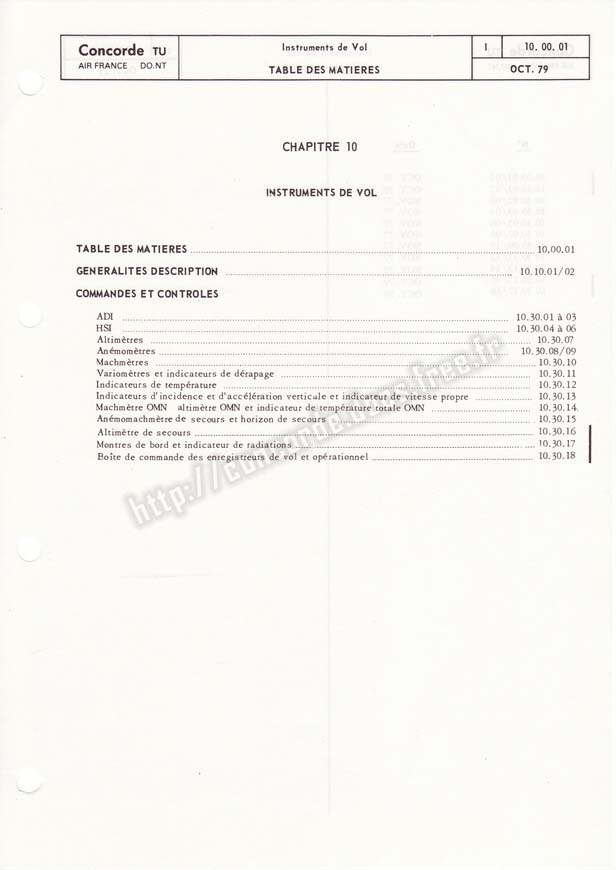 Concorde TU
AIR FRANCE DO.NT
Instruments de Vol
TABLE DES MATIERES
I
10. 00. 01
OCT. 79
CHAPITRE 10
INSTRUMENTS DE VOL
TABLE DES MATIERES ........ 10.00.01
GENERALITES DESCRIPTION ........ 10.10.01/02
COMMANDES ET CONTROLES
ADI ........ 10.30.01 à 03
HSI ........ 10.30.04 à 06
Altimètres ........ 10.30.07
Anémomètres ........ 10.30.08/09
Machmètres ........ 10.30.10
Variomètres et indicateurs de dérapage ........ 10.30.11
Indicateurs de température ........ 10.30.12
Indicateurs d'incidence et d'accélération verticale et indicateur de vitesse propre ........ 10.30.13
Machmètre OMN altimètre OMN et indicateur de température totale OMN ........ 10.30.14
Anémomachmètre de secours et horizon de secours ........ 10.30.15
Altimètre de secours ........ 10.30.16
Montres de bord et indicateur de radiations ........ 10.30.17
Boîte de commande des enregistreurs de vol et opérationnel ........ 10.30.18
http://concorde.docs.free.fr